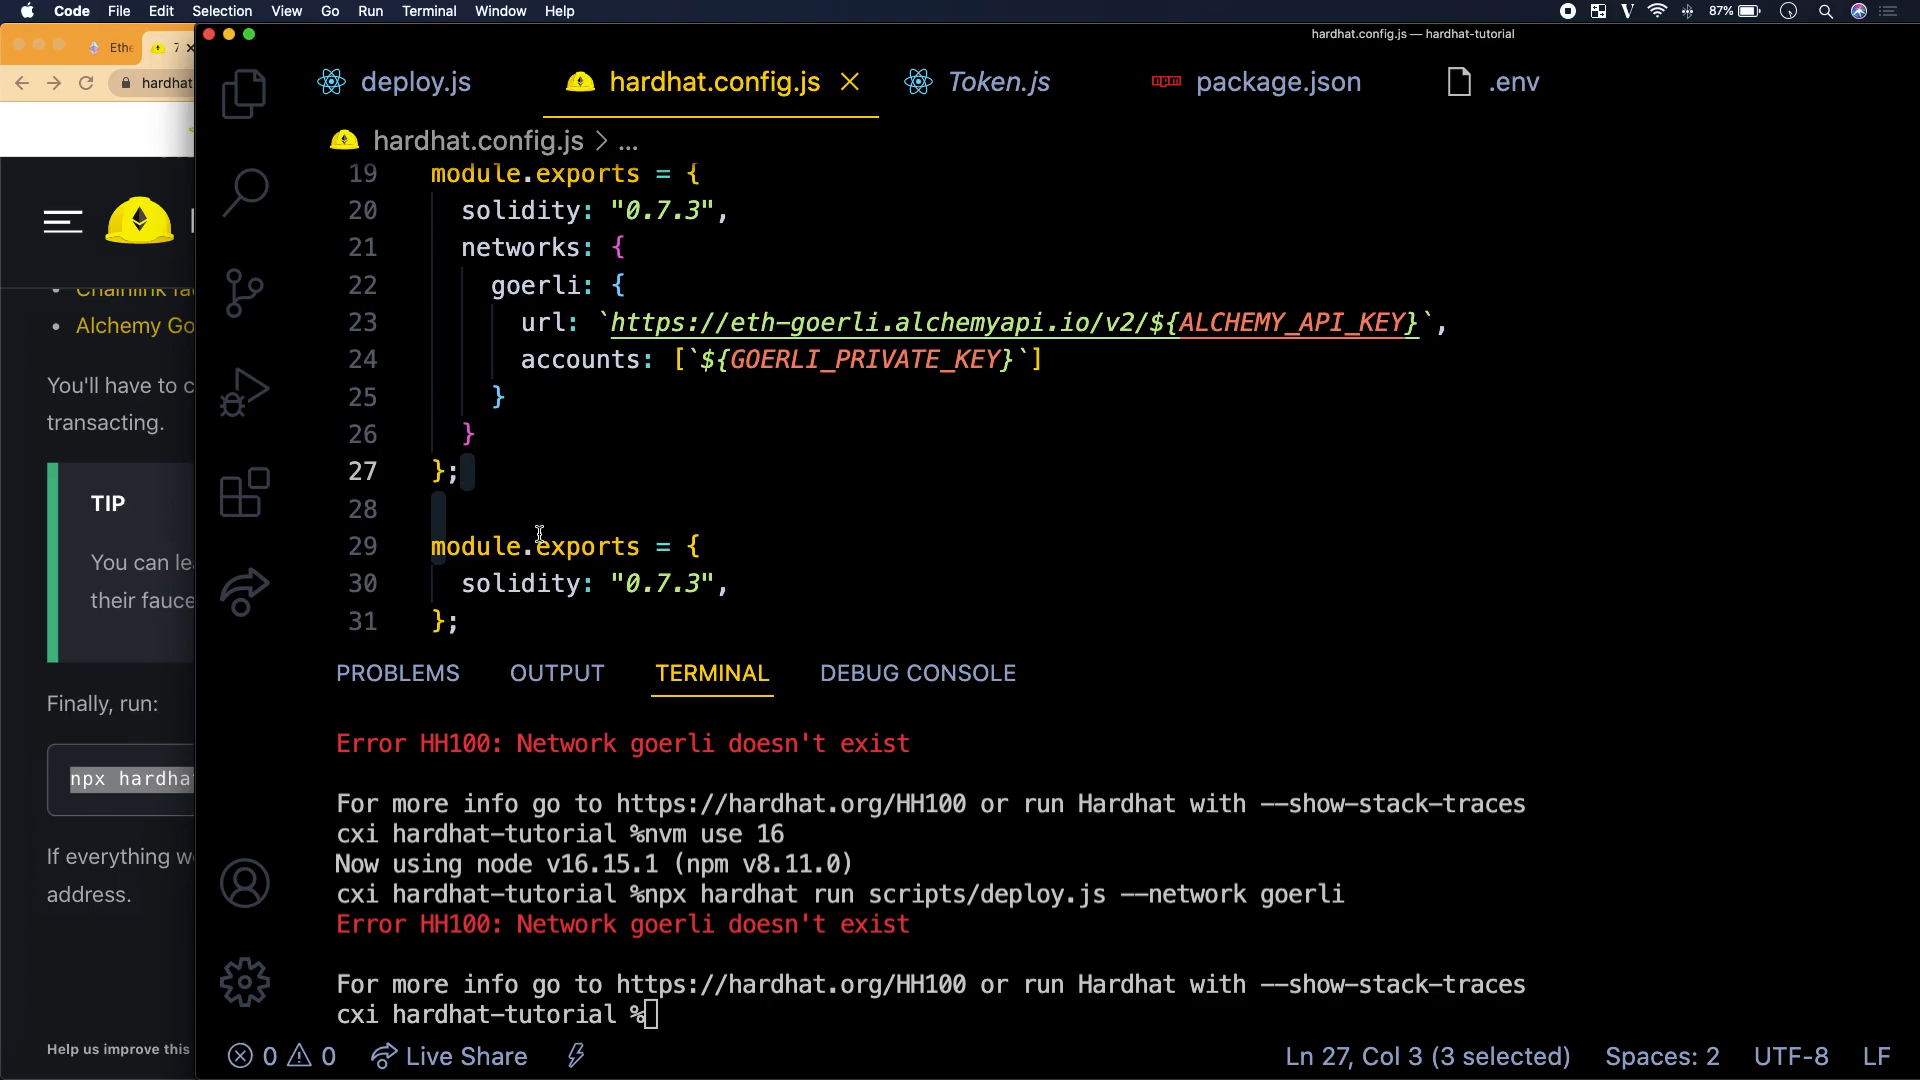 Code File Edit Selection View Go Run Terminal Window Help
87%
hardhat.config.js — hardhat-tutorial
Ethe 7
hardhat
deploy.js hardhat.config.js Token.js package.json .env
hardhat.config.js > ...
19 module.exports = {
20 solidity: "0.7.3",
21 networks: {
22 goerli: {
23 url: `https://eth-goerli.alchemyapi.io/v2/${ALCHEMY_API_KEY}`,
24 accounts: [`${GOERLI_PRIVATE_KEY}`]
25 }
26 }
27 };
28
29 module.exports = {
30 solidity: "0.7.3",
31 };
Alchemy Go
You'll have to c
transacting.
TIP
You can le
their fauce
Finally, run:
npx hardha
If everything w
address.
Help us improve this
PROBLEMS OUTPUT TERMINAL DEBUG CONSOLE
Error HH100: Network goerli doesn't exist
For more info go to https://hardhat.org/HH100 or run Hardhat with --show-stack-traces
cxi hardhat-tutorial %nvm use 16
Now using node v16.15.1 (npm v8.11.0)
cxi hardhat-tutorial %npx hardhat run scripts/deploy.js --network goerli
Error HH100: Network goerli doesn't exist
For more info go to https://hardhat.org/HH100 or run Hardhat with --show-stack-traces
cxi hardhat-tutorial %
0 0 Live Share Ln 27, Col 3 (3 selected) Spaces: 2 UTF-8 LF